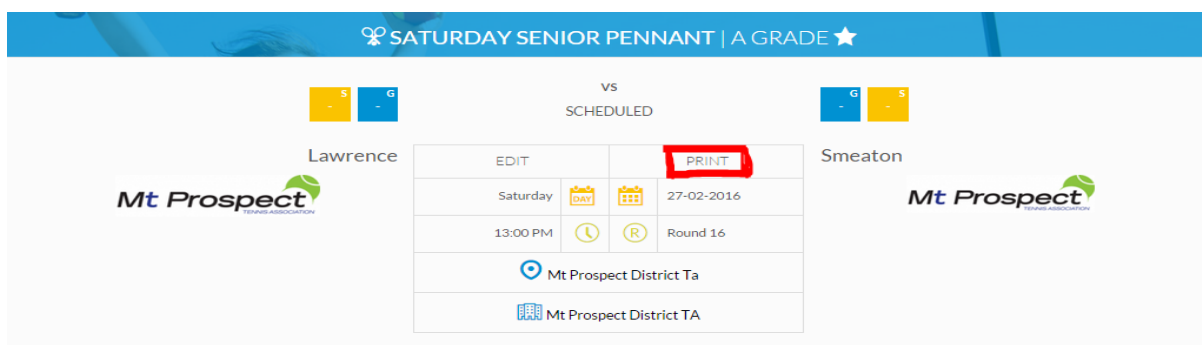 SATURDAY SENIOR PENNANT | A GRADE
S
-
G
-
vs
SCHEDULED
G
-
S
-
Lawrence
EDIT
PRINT
Smeaton
Mt Prospect
TENNIS ASSOCIATION
Saturday
DAY
27-02-2016
Mt Prospect
TENNIS ASSOCIATION
13:00 PM
R
Round 16
Mt Prospect District Ta
Mt Prospect District TA